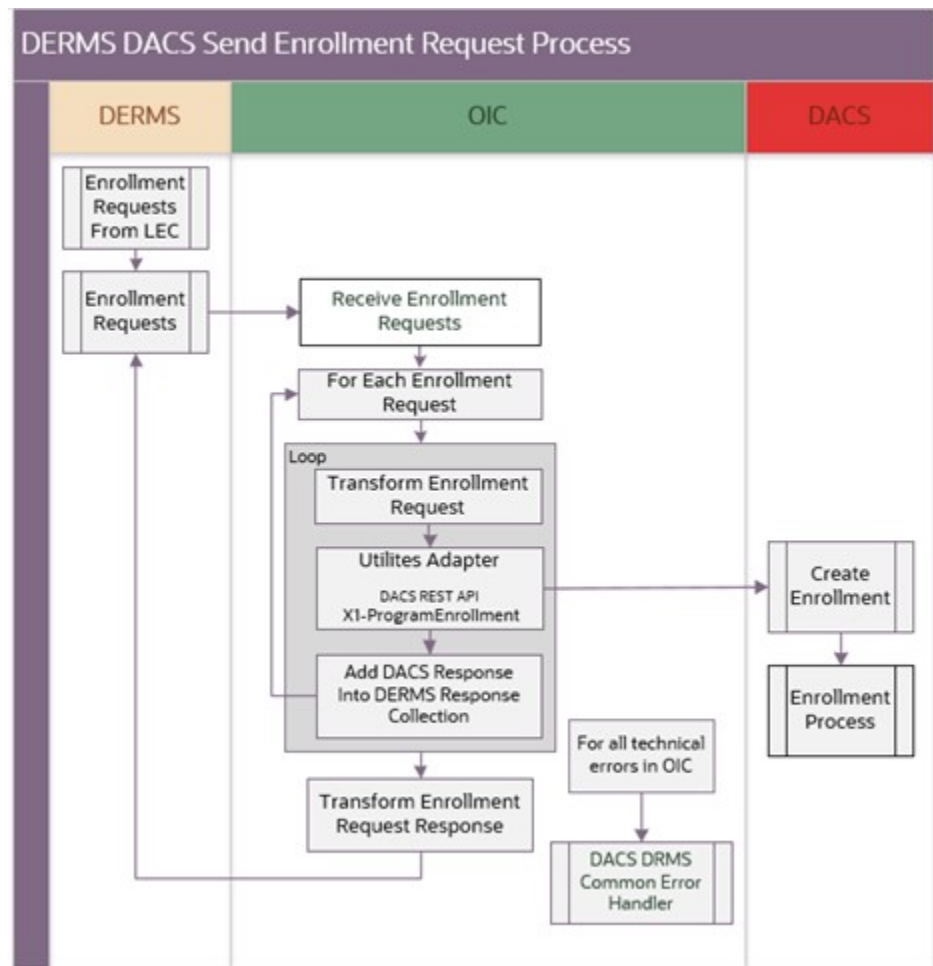 DERMS DACS Send Enrollment Request Process
DERMS
OIC
DACS
Enrollment
Requests
From LEC
Enrollment
Requests
Receive Enrollment
Requests
For Each Enrollment
Request
Loop
Transform Enrollment
Request
Utilites Adapter
DACS REST API
X1-ProgramEnrollment
Create
Enrollment
Add DACS Response
Into DERMS Response
Collection
Enrollment
Process
For all technical
errors in OIC
Transform Enrollment
Request Response
DACS DRMS
Common Error
Handler